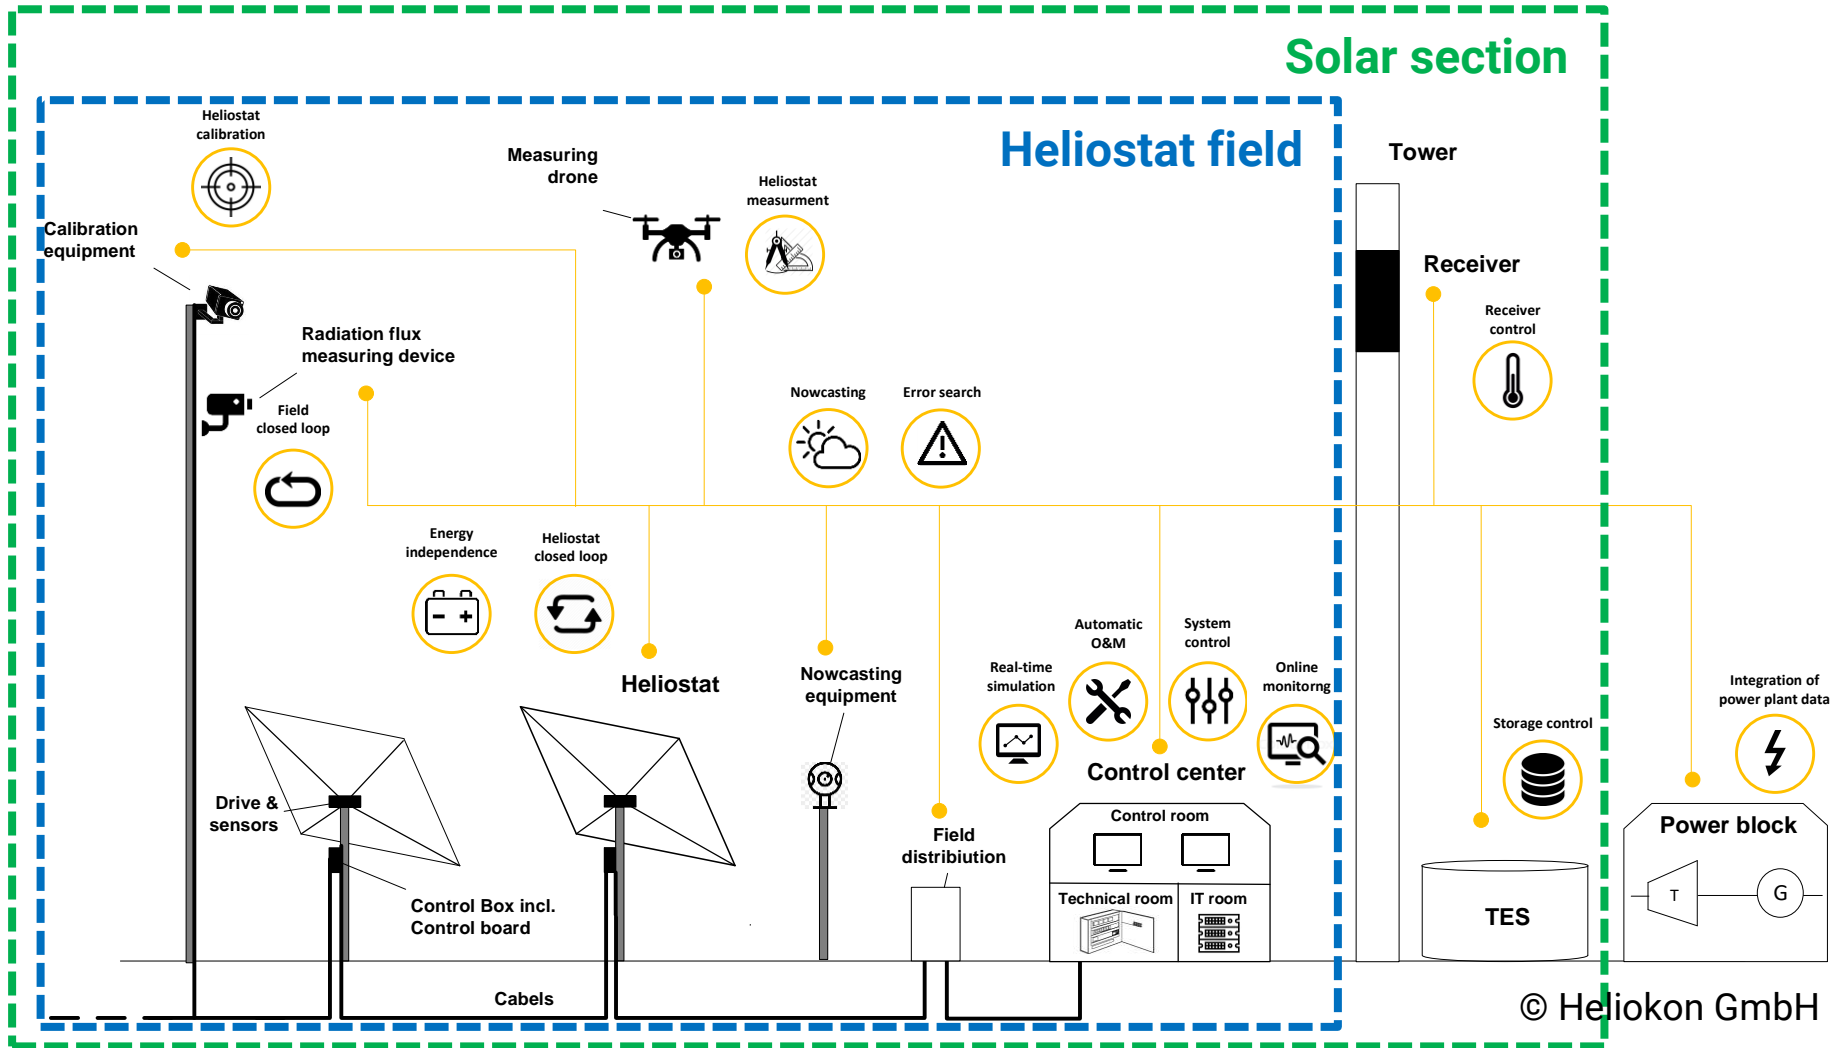 Solar section
Heliostat field
Heliostat
calibration
Measuring
drone
Heliostat
measurment
Tower
Calibration
equipment
Receiver
Receiver
control
Radiation flux
measuring device
Field
closed loop
Nowcasting
Error search
Energy
independence
Heliostat
closed loop
Automatic
O&M
System
control
Real-time
simulation
Online
monitorng
Heliostat
Nowcasting
equipment
Integration of
power plant data
Storage control
Control center
Drive &
sensors
Control room
Field
distribiution
Power block
Control Box incl.
Control board
Technical room
IT room
T
G
TES
Cabels
© Heliokon GmbH